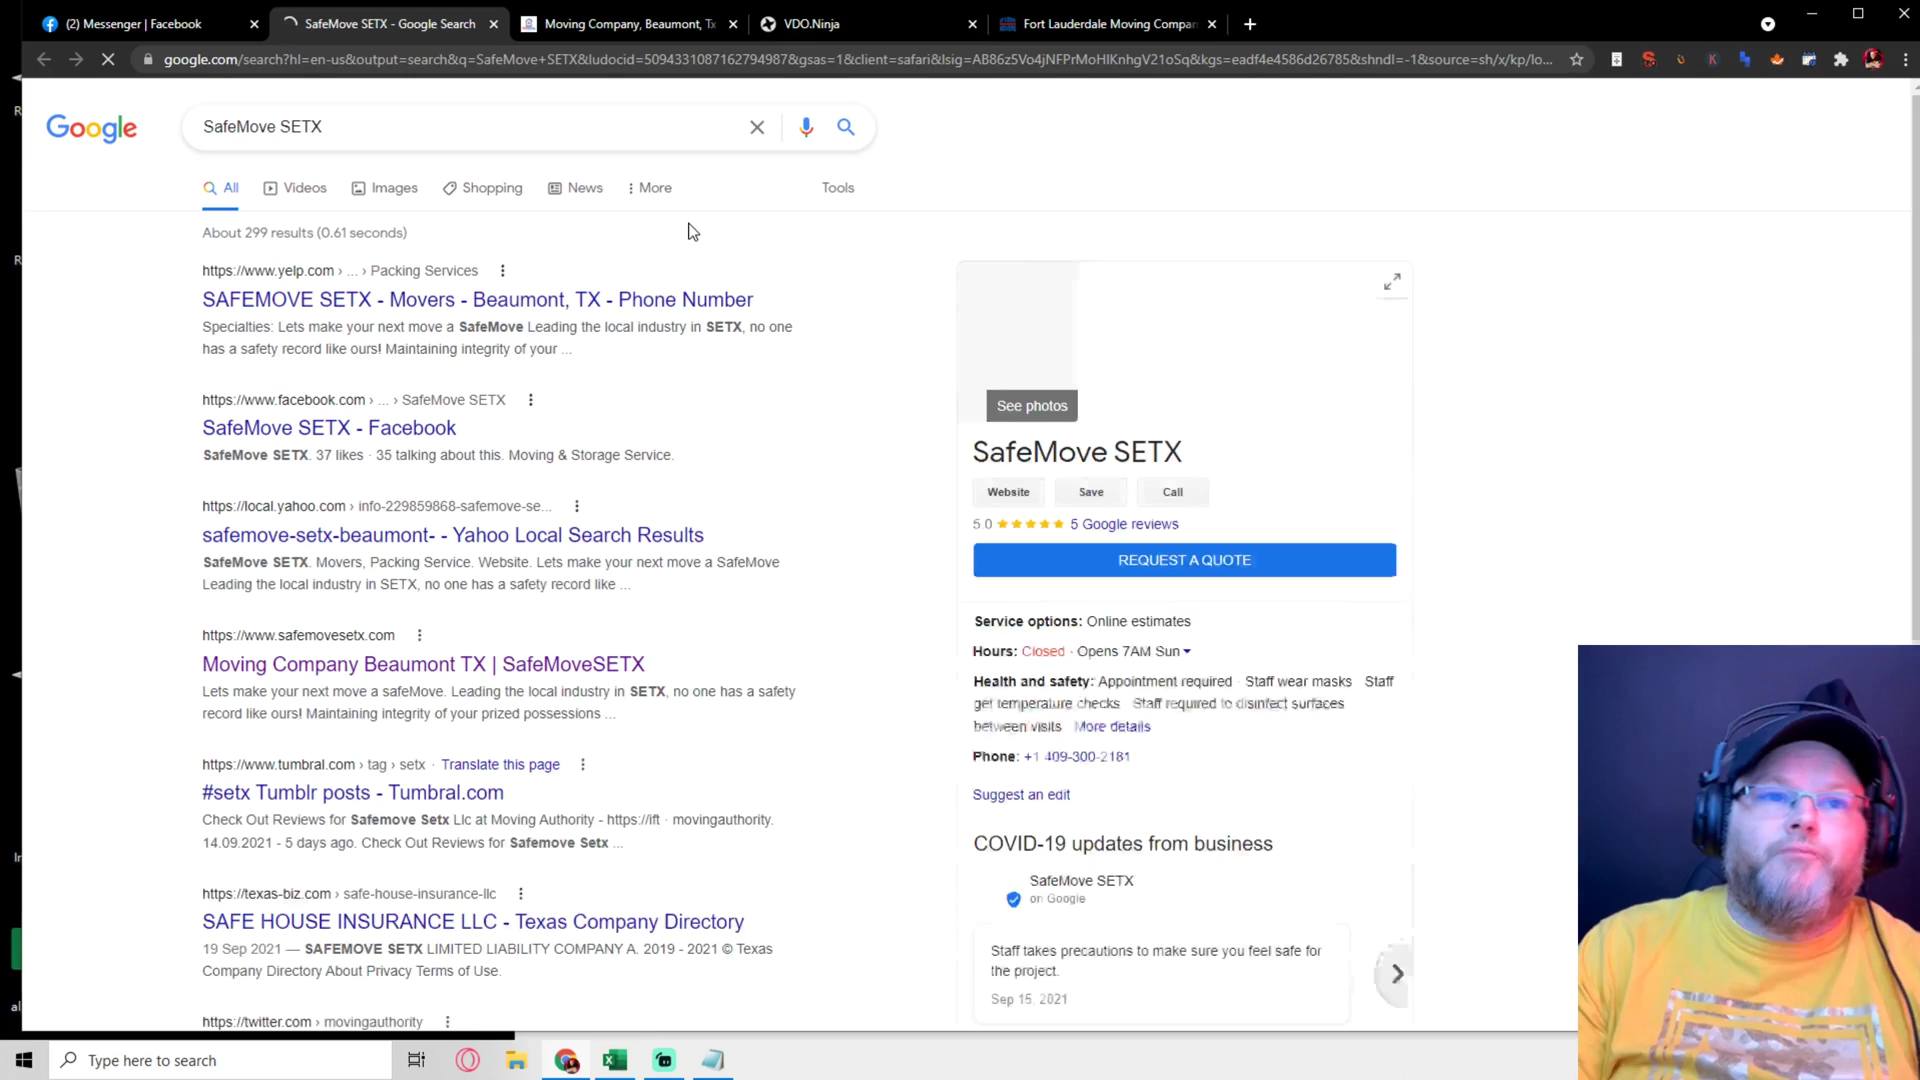 (2) Messenger | Facebook
SafeMove SETX - Google Search
Moving Company, Beaumont, Tx
VDO.Ninja
Fort Lauderdale Moving Compan
google.com/search?hl=en-us&output=search&q=SafeMove+SETX&ludocid=5094331087162794987&gsas=1&client=safari&lsig=AB86z5Vo4jNFPrMoHlKnhgV21oSq&kgs=eadf4e4586d26785&shndl=-1&source=sh/x/kp/lo...
Google
SafeMove SETX
All
Videos
Images
Shopping
News
More
Tools
About 299 results (0.61 seconds)
https://www.yelp.com › ... › Packing Services
SAFEMOVE SETX - Movers - Beaumont, TX - Phone Number
Specialties: Lets make your next move a SafeMove Leading the local industry in SETX, no one
has a safety record like ours! Maintaining integrity of your ...
https://www.facebook.com › ... › SafeMove SETX
SafeMove SETX - Facebook
SafeMove SETX. 37 likes · 35 talking about this. Moving & Storage Service.
https://local.yahoo.com › info-229859868-safemove-se...
safemove-setx-beaumont- - Yahoo Local Search Results
SafeMove SETX. Movers, Packing Service. Website. Lets make your next move a SafeMove
Leading the local industry in SETX, no one has a safety record like ...
https://www.safemovesetx.com
Moving Company Beaumont TX | SafeMoveSETX
Lets make your next move a safeMove. Leading the local industry in SETX, no one has a safety
record like ours! Maintaining integrity of your prized possessions ...
https://www.tumbral.com › tag › setx · Translate this page
#setx Tumblr posts - Tumbral.com
Check Out Reviews for Safemove Setx Llc at Moving Authority - https://ift · movingauthority.
14.09.2021 - 5 days ago. Check Out Reviews for Safemove Setx ...
https://texas-biz.com › safe-house-insurance-llc
SAFE HOUSE INSURANCE LLC - Texas Company Directory
19 Sep 2021 — SAFEMOVE SETX LIMITED LIABILITY COMPANY A. 2019 - 2021 © Texas
Company Directory About Privacy Terms of Use.
https://twitter.com › movingauthority
See photos
SafeMove SETX
Website
Save
Call
5.0
5 Google reviews
REQUEST A QUOTE
Service options: Online estimates
Hours: Closed · Opens 7AM Sun
Health and safety: Appointment required · Staff wear masks · Staff
get temperature checks · Staff required to disinfect surfaces
between visits · More details
Phone: +1 409-300-2181
Suggest an edit
COVID-19 updates from business
SafeMove SETX
on Google
Staff takes precautions to make sure you feel safe for
the project.
Sep 15, 2021
Type here to search